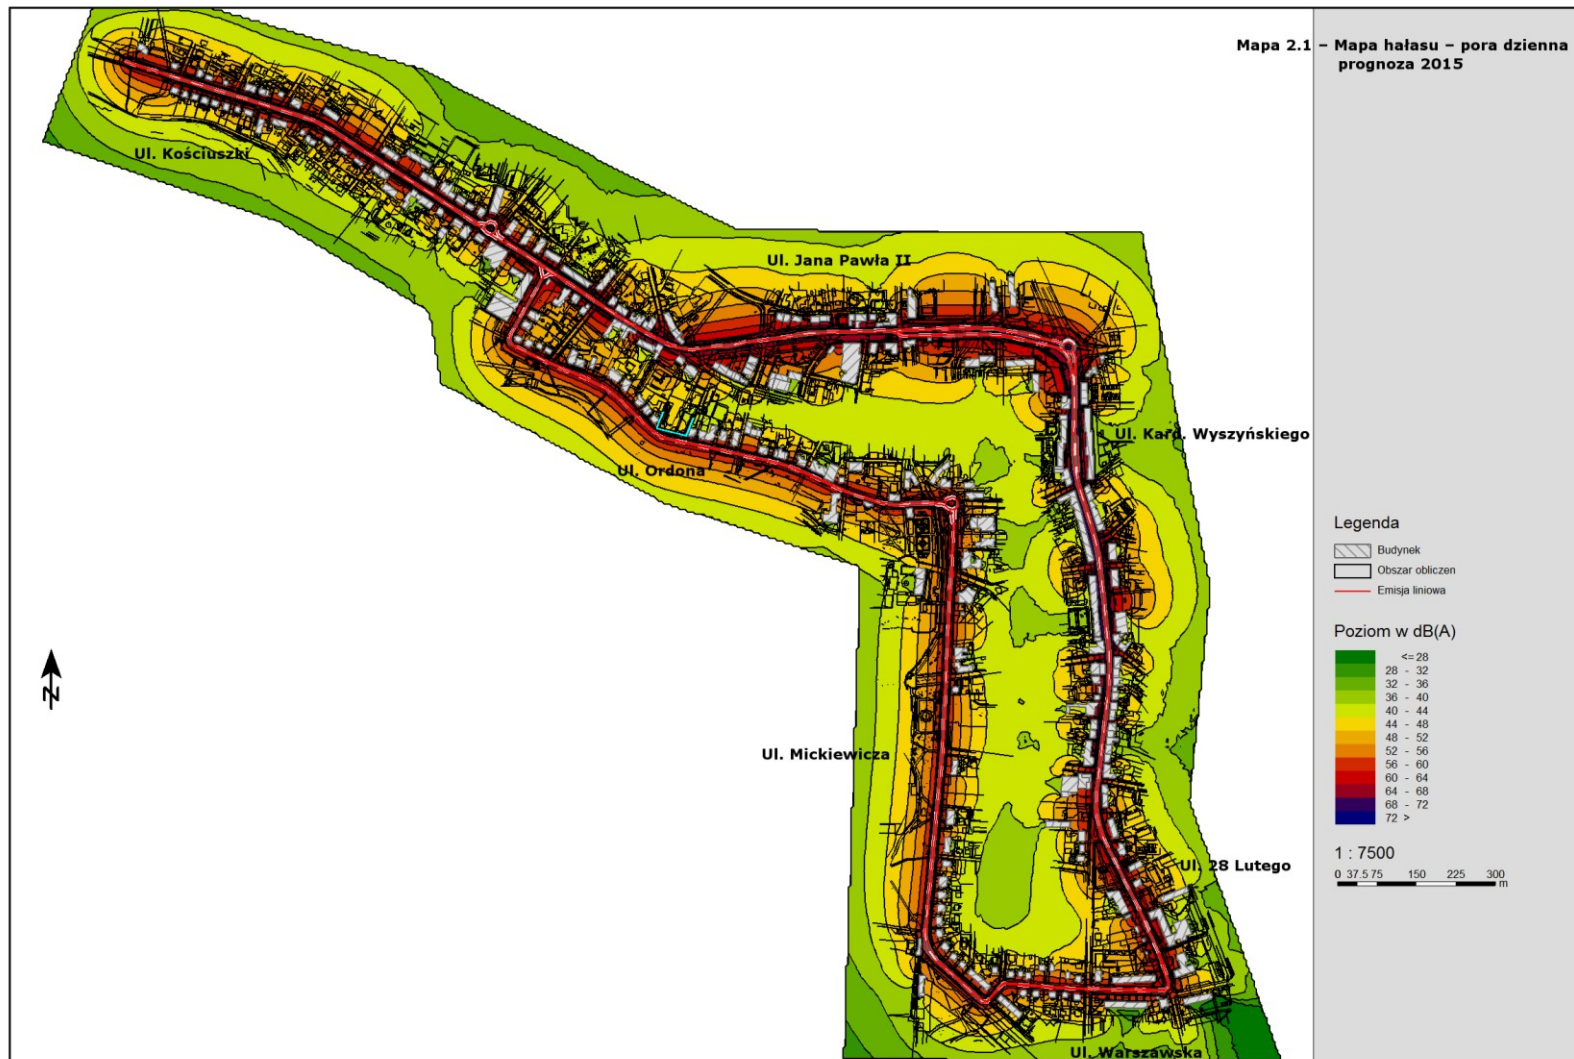 Mapa 2.1 – Mapa hałasu – pora dzienna
prognoza 2015
Ul. Kościuszki
Ul. Jana Pawła II
Ul. Kard. Wyszyńskiego
Ul. Ordona
Ul. Mickiewicza
Ul. 28 Lutego
Ul. Warszawska
N
Legenda
Budynek
Obszar obliczen
Emisja liniowa
Poziom w dB(A)
<= 28
28 - 32
32 - 36
36 - 40
40 - 44
44 - 48
48 - 52
52 - 56
56 - 60
60 - 64
64 - 68
68 - 72
72 >
1 : 7500
0 37.5 75 150 225 300
m